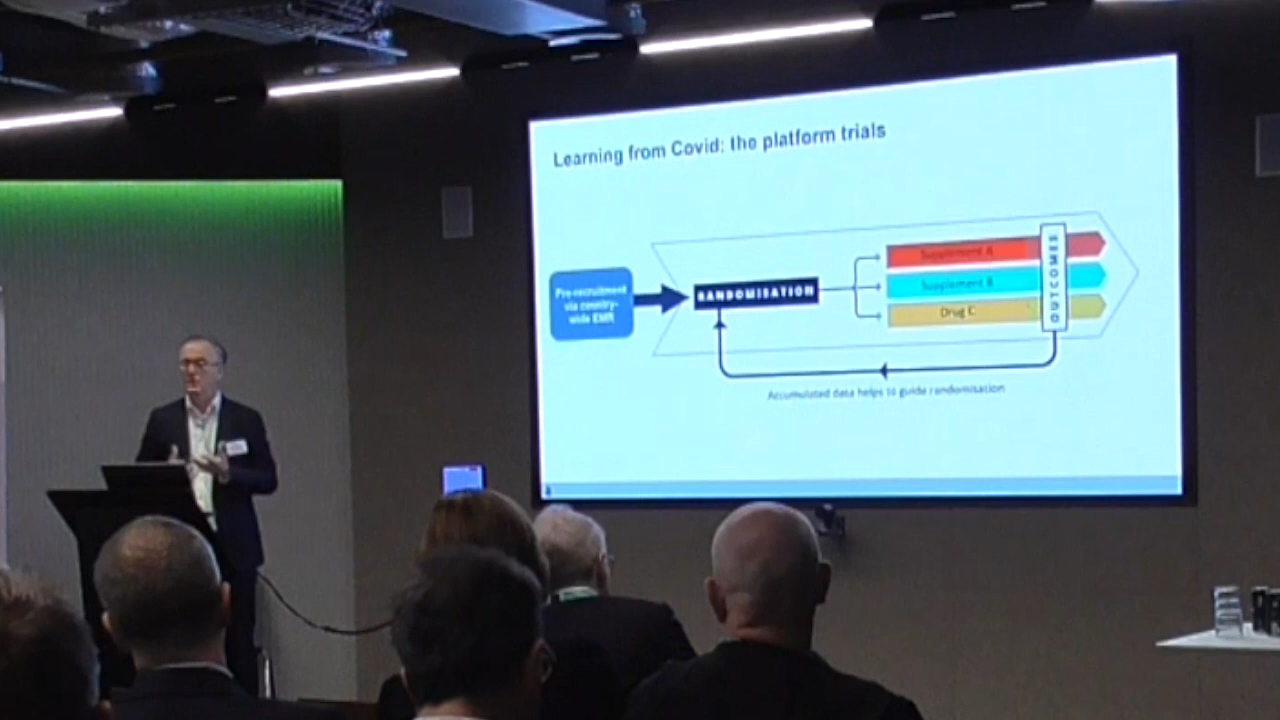 Learning from Covid: the platform trials
Pre-recruitment
via country-
wide EMR
RANDOMISATION
Supplement A
Supplement B
Drug C
OUTCOMES
Accumulated data helps to guide randomisation